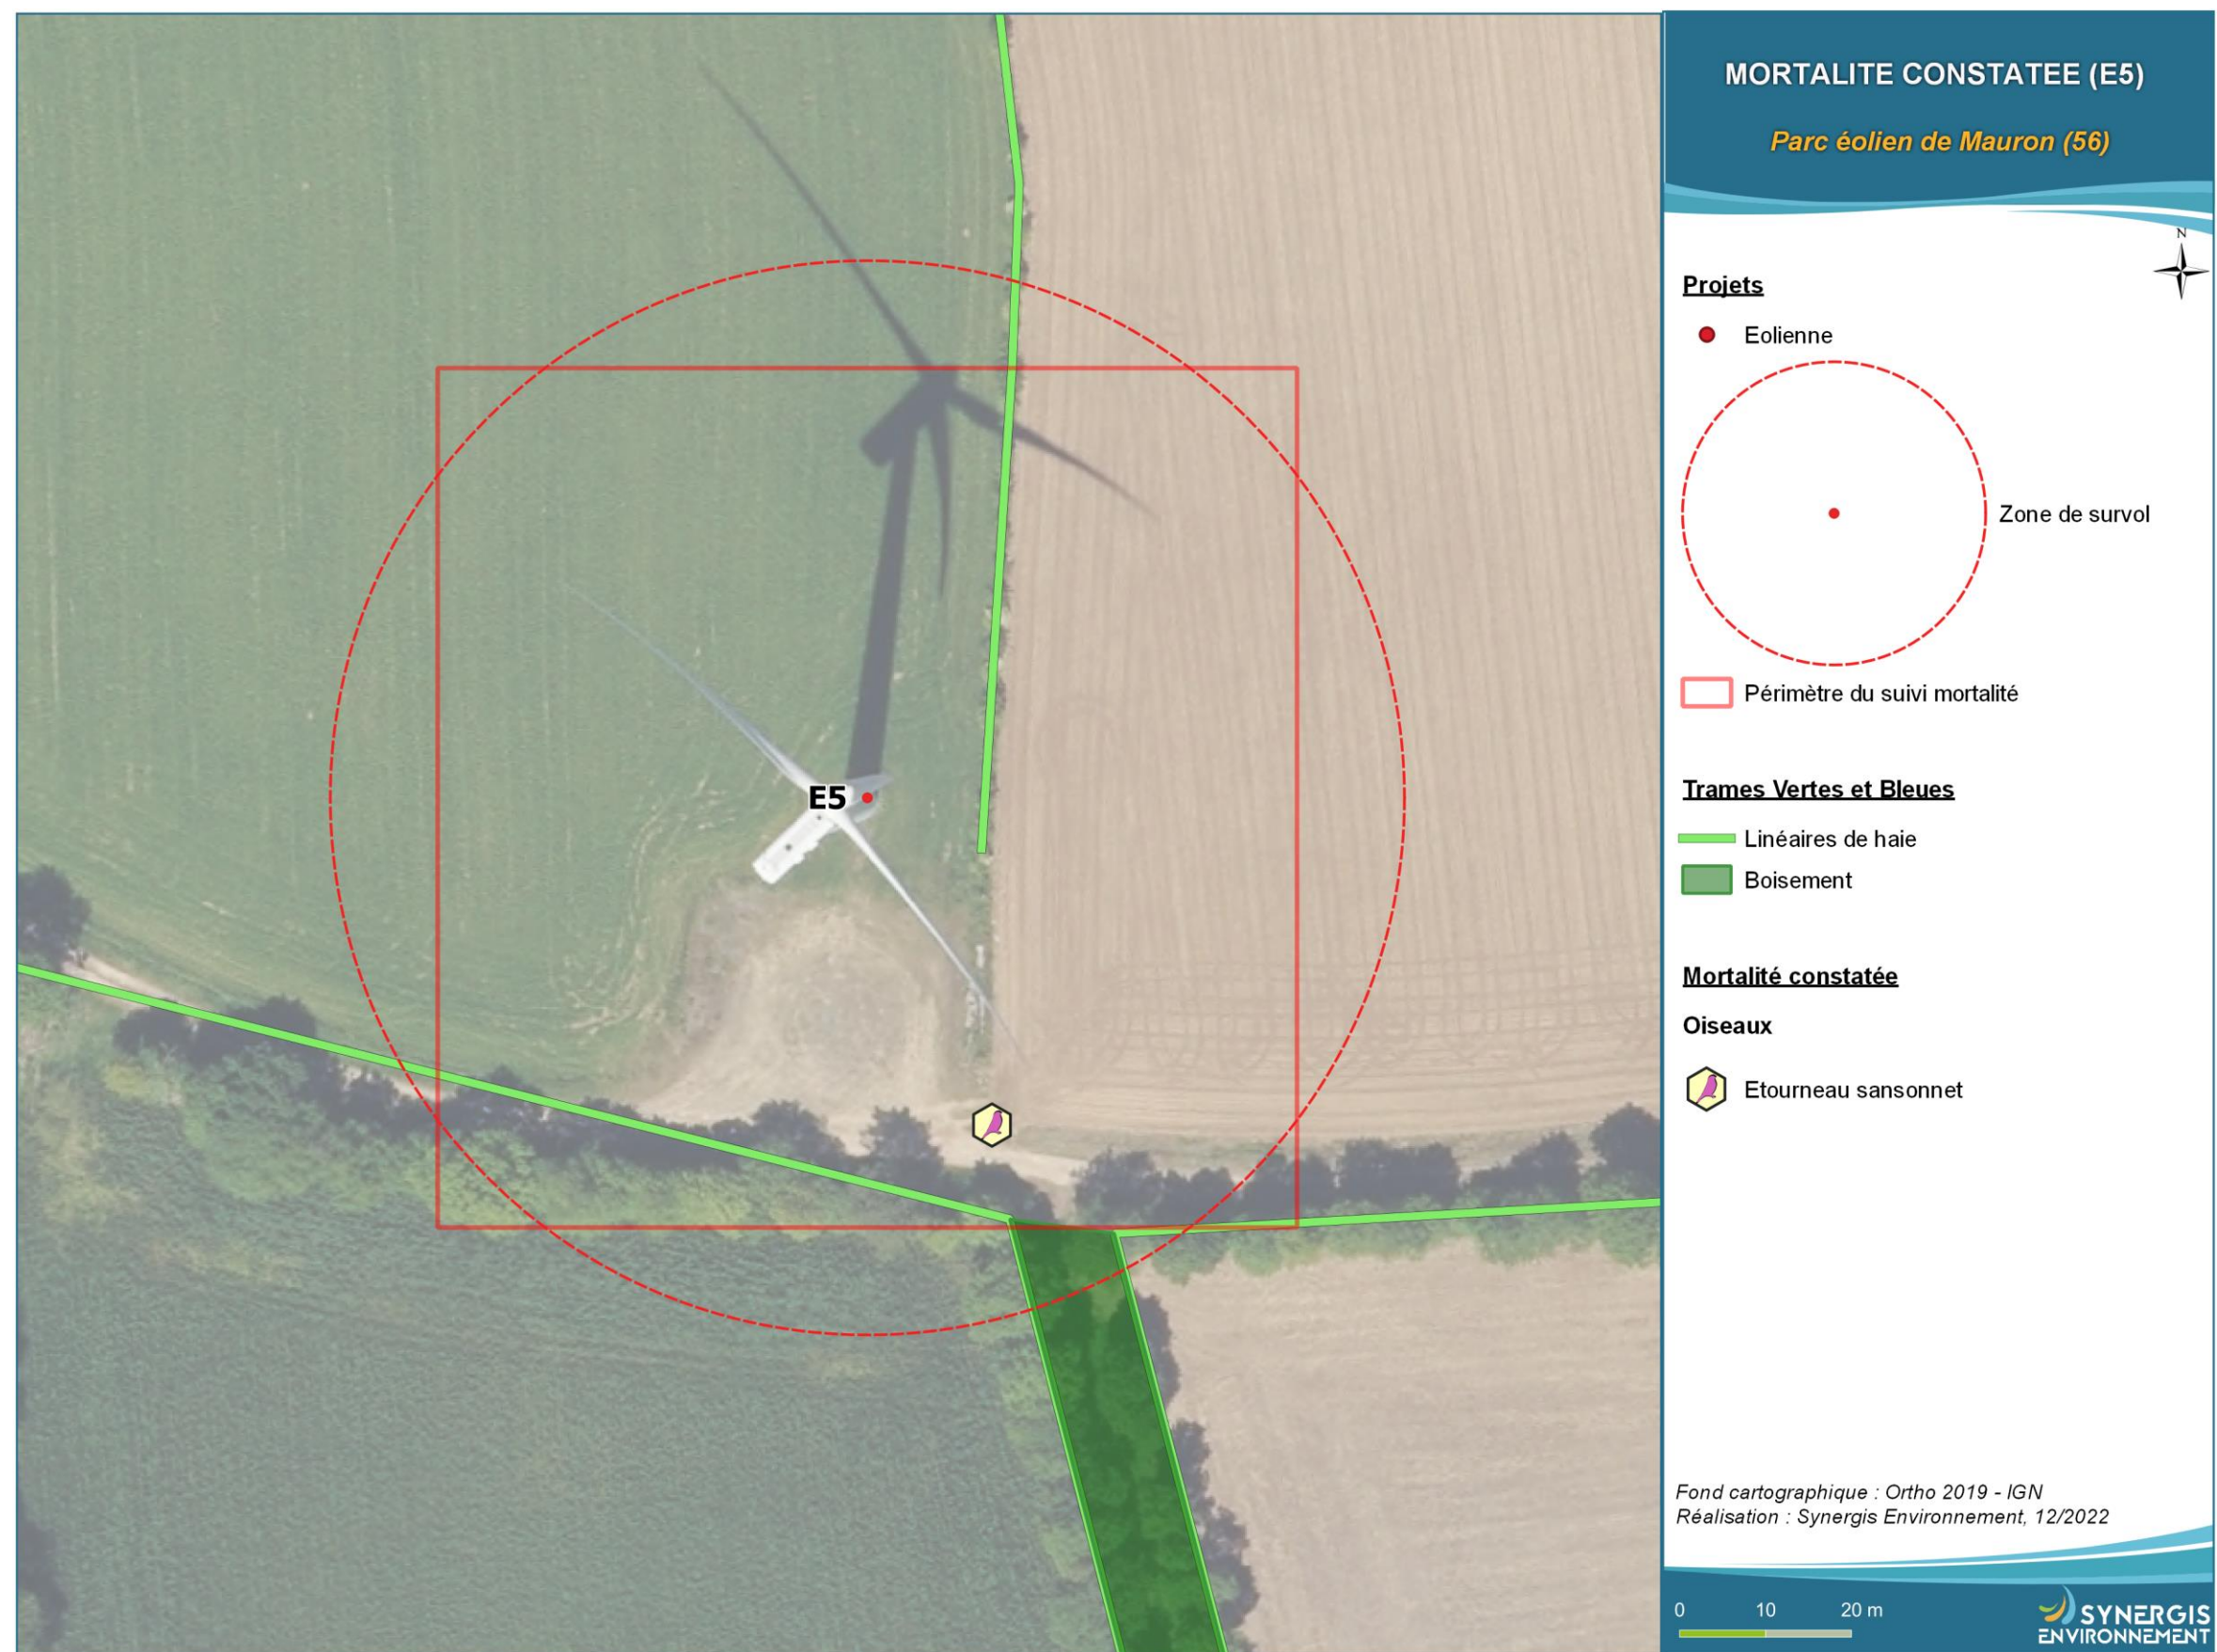 MORTALITE CONSTATEE (E5)
Parc éolien de Mauron (56)
N
Projets
Eolienne
Zone de survol
Périmètre du suivi mortalité
Trames Vertes et Bleues
Linéaires de haie
Boisement
Mortalité constatée
Oiseaux
Etourneau sansonnet
E5
Fond cartographique : Ortho 2019 - IGN
Réalisation : Synergis Environnement, 12/2022
0 10 20 m
SYNERGIS
ENVIRONNEMENT